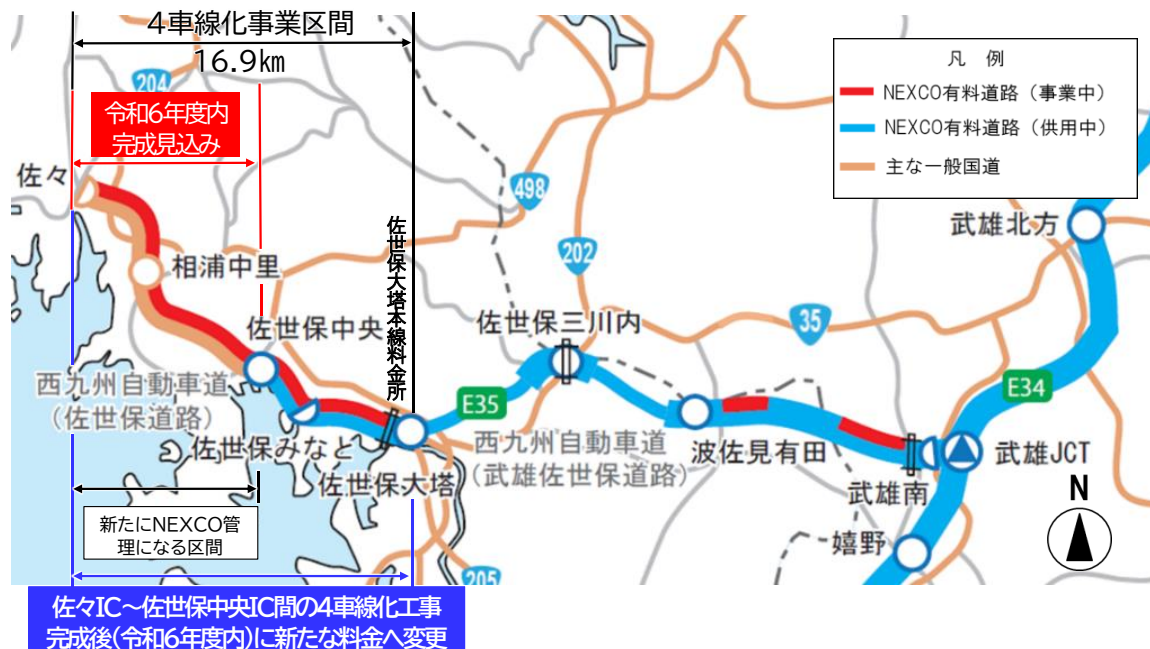 4車線化事業区間
16.9㎞
令和6年度内
完成見込み
凡 例
NEXCO有料道路（事業中）
NEXCO有料道路（供用中）
主な一般国道
204
498
202
35
205
E35
E34
佐々
相浦中里
佐世保中央
佐世保大塔本線料金所
佐世保三川内
武雄北方
西九州自動車道
（佐世保道路）
佐世保みなと
佐世保大塔
西九州自動車道
（武雄佐世保道路）
波佐見有田
武雄南
武雄JCT
嬉野
N
新たにNEXCO管
理になる区間
佐々IC～佐世保中央IC間の4車線化工事
完成後(令和6年度内)に新たな料金へ変更